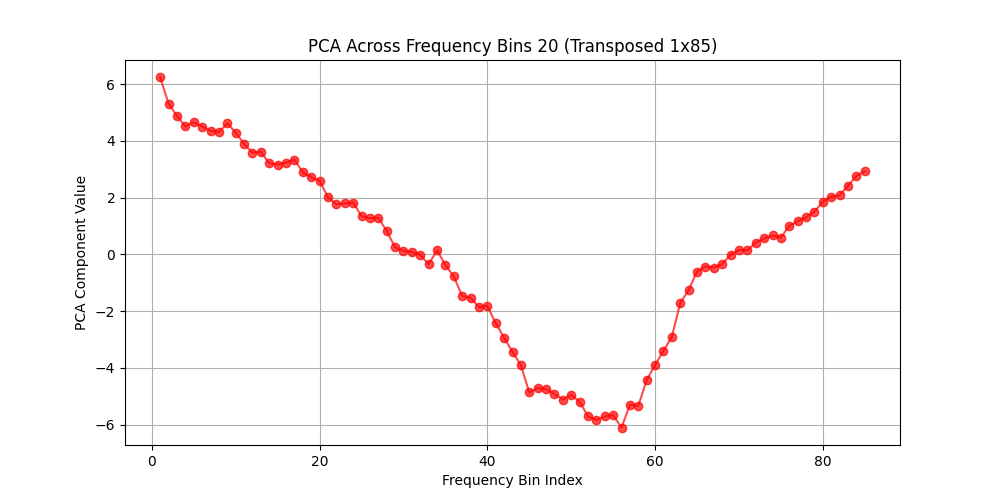 PCA Across Frequency Bins 20 (Transposed 1x85)
PCA Component Value
6
4
2
0
−2
−4
−6
0 20 40 60 80
Frequency Bin Index